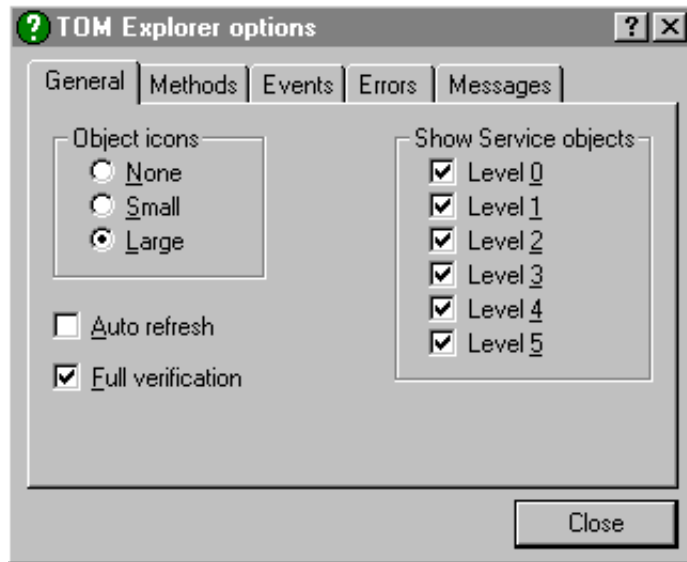 TOM Explorer options
General Methods Events Errors Messages
Object icons
None
Small
Large
Auto refresh
Full verification
Show Service objects
Level 0
Level 1
Level 2
Level 3
Level 4
Level 5
Close